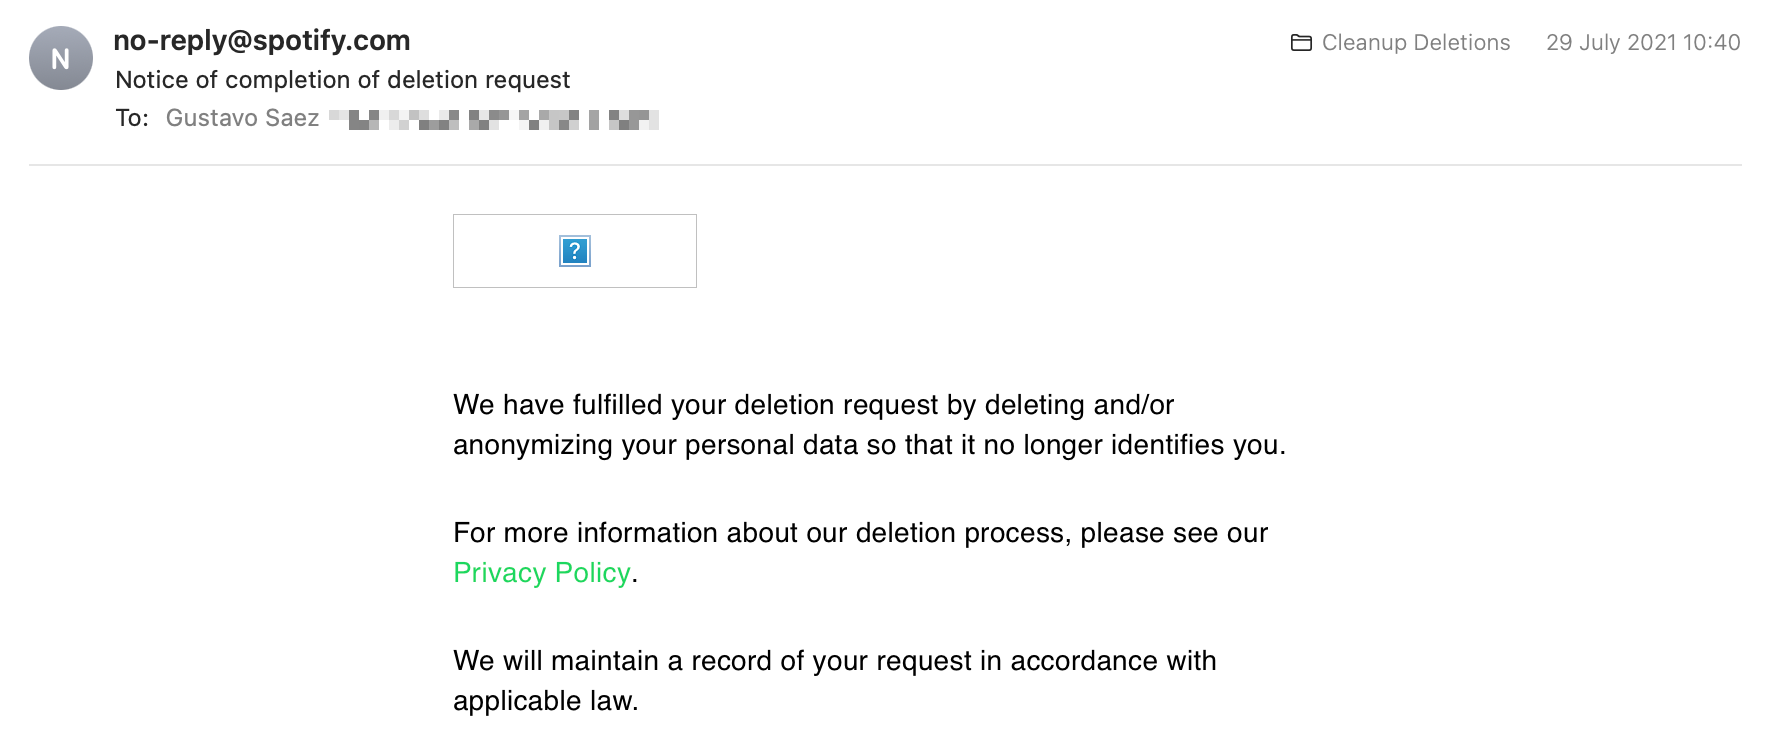 N
no-reply@spotify.com
Cleanup Deletions
29 July 2021 10:40
Notice of completion of deletion request
To: Gustavo Saez
?
We have fulfilled your deletion request by deleting and/or
anonymizing your personal data so that it no longer identifies you.
For more information about our deletion process, please see our
Privacy Policy.
We will maintain a record of your request in accordance with
applicable law.